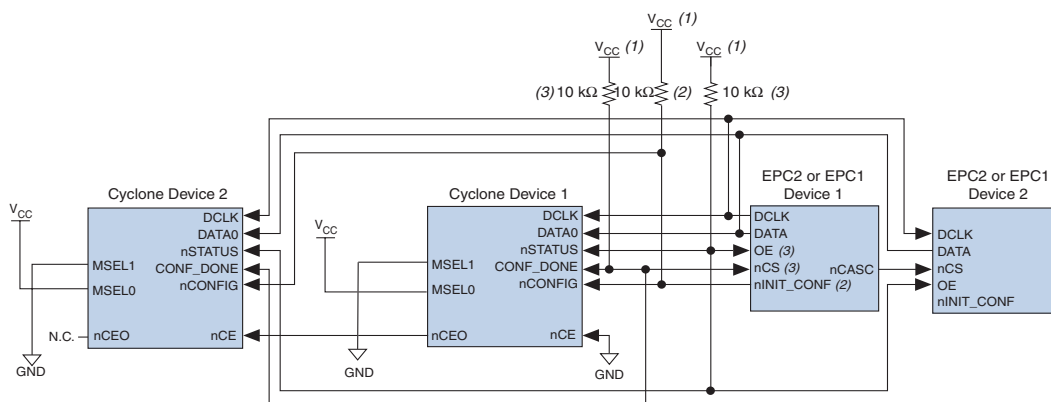 VCC (1)
VCC (1)
VCC (1)
(3) 10 kΩ
10 kΩ
(2)
10 kΩ (3)
Cyclone Device 2
VCC
DCLK
DATA0
nSTATUS
CONF_DONE
nCONFIG
MSEL1
MSEL0
nCEO
nCE
N.C.
GND
Cyclone Device 1
VCC
DCLK
DATA0
nSTATUS
CONF_DONE
nCONFIG
MSEL1
MSEL0
nCEO
nCE
GND
GND
EPC2 or EPC1
Device 1
DCLK
DATA
OE (3)
nCS (3)
nINIT_CONF (2)
nCASC
EPC2 or EPC1
Device 2
DCLK
DATA
nCS
OE
nINIT_CONF